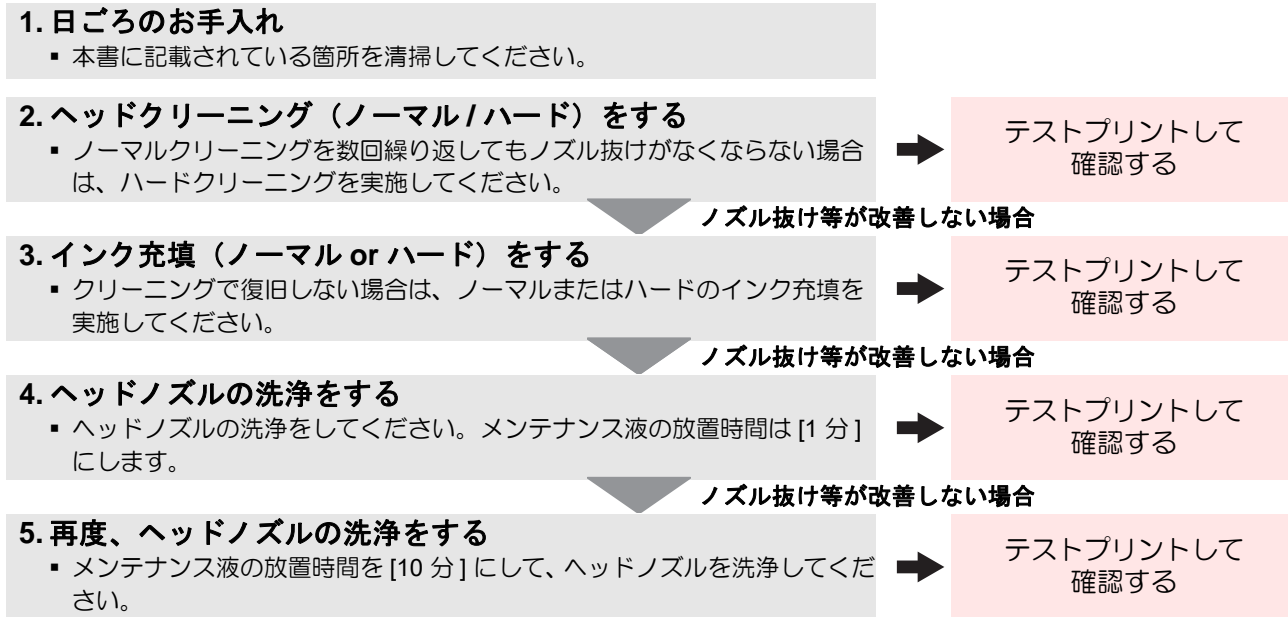 1. 日ごろのお手入れ
▪ 本書に記載されている箇所を清掃してください。
2. ヘッドクリーニング（ノーマル / ハード）をする
▪ ノーマルクリーニングを数回繰り返してもノズル抜けがなくならない場合
は、ハードクリーニングを実施してください。
テストプリントして
確認する
ノズル抜け等が改善しない場合
3. インク充填（ノーマル or ハード）をする
▪ クリーニングで復旧しない場合は、ノーマルまたはハードのインク充填を
実施してください。
テストプリントして
確認する
ノズル抜け等が改善しない場合
4. ヘッドノズルの洗浄をする
▪ ヘッドノズルの洗浄をしてください。メンテナンス液の放置時間は [1 分 ]
にします。
テストプリントして
確認する
ノズル抜け等が改善しない場合
5. 再度、ヘッドノズルの洗浄をする
▪ メンテナンス液の放置時間を [10 分 ] にして、ヘッドノズルを洗浄してくだ
さい。
テストプリントして
確認する